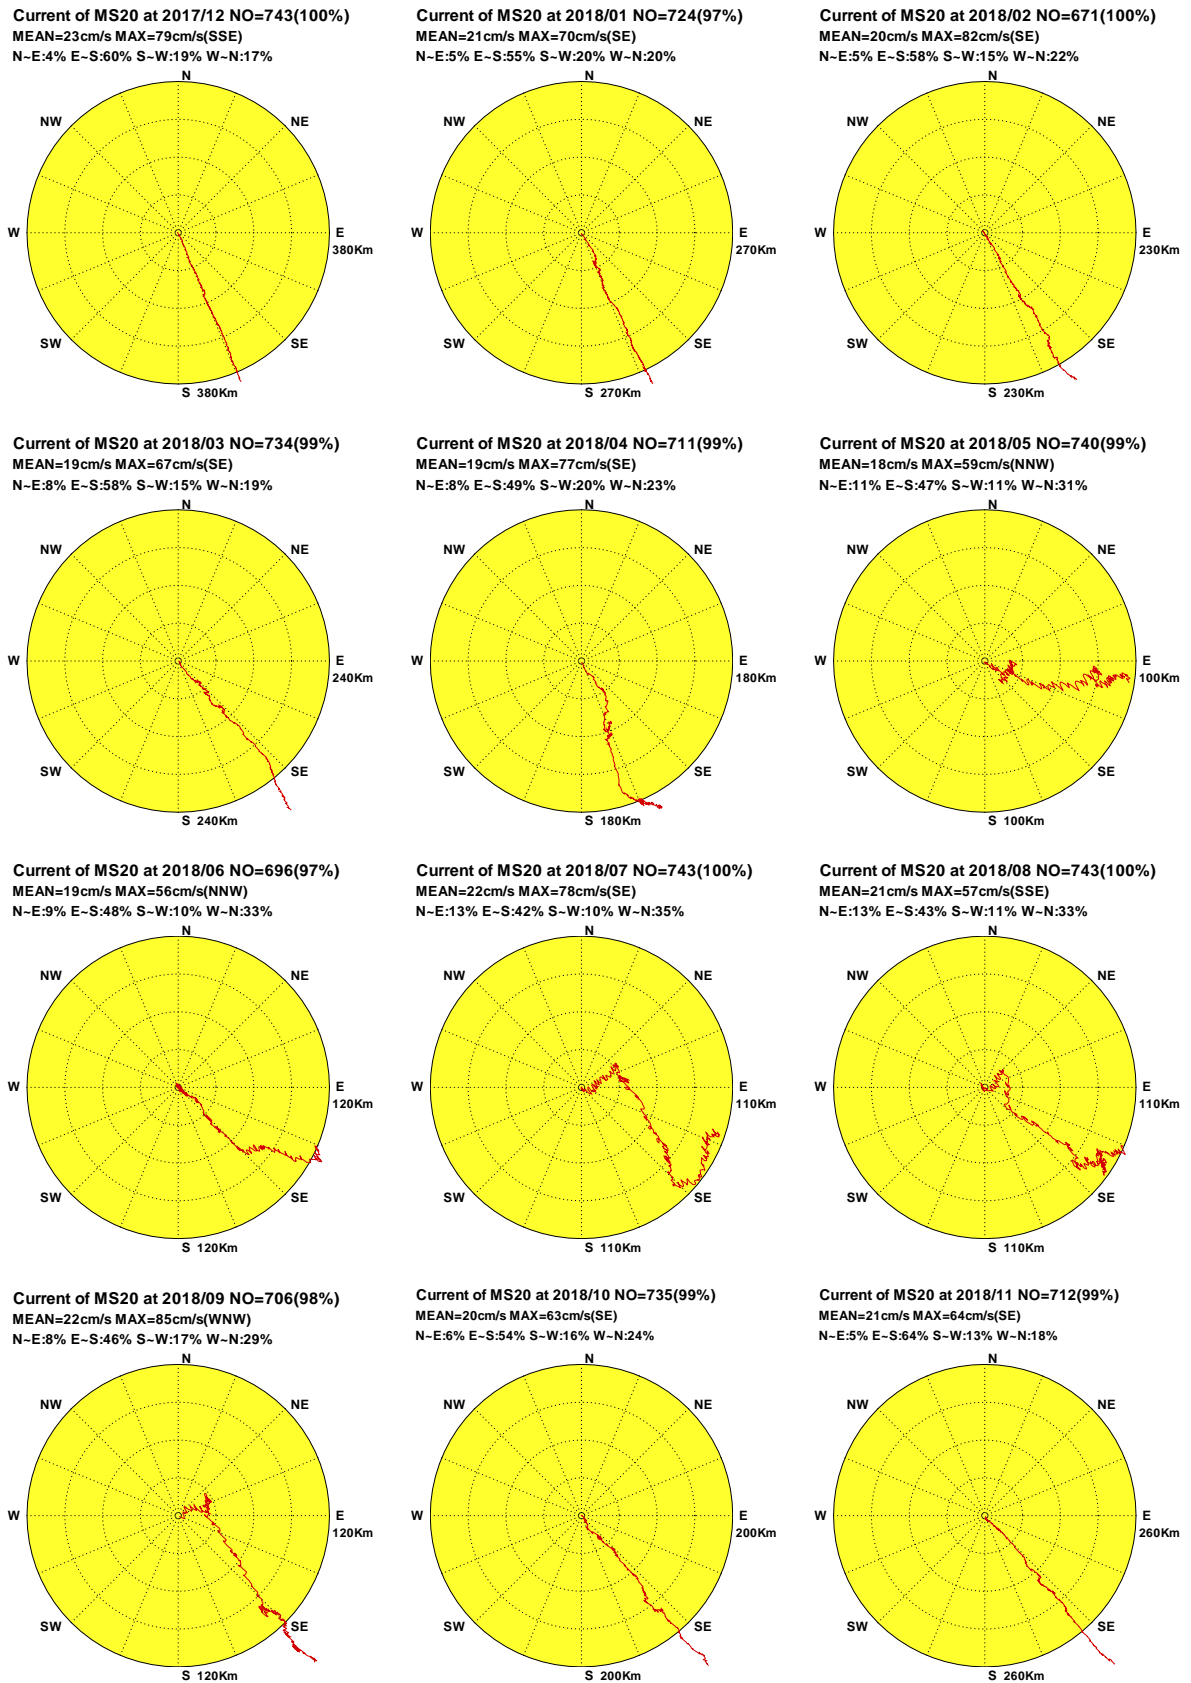 Current of MS20 at 2017/12 NO=743(100%)
MEAN=23cm/s MAX=79cm/s(SSE)
N~E:4% E~S:60% S~W:19% W~N:17%
N
NW
NE
W
E
380Km
SW
SE
S 380Km
Current of MS20 at 2018/01 NO=724(97%)
MEAN=21cm/s MAX=70cm/s(SE)
N~E:5% E~S:55% S~W:20% W~N:20%
N
NW
NE
W
E
270Km
SW
SE
S 270Km
Current of MS20 at 2018/02 NO=671(100%)
MEAN=20cm/s MAX=82cm/s(SE)
N~E:5% E~S:58% S~W:15% W~N:22%
N
NW
NE
W
E
230Km
SW
SE
S 230Km
Current of MS20 at 2018/03 NO=734(99%)
MEAN=19cm/s MAX=67cm/s(SE)
N~E:8% E~S:58% S~W:15% W~N:19%
N
NW
NE
W
E
240Km
SW
SE
S 240Km
Current of MS20 at 2018/04 NO=711(99%)
MEAN=19cm/s MAX=77cm/s(SE)
N~E:8% E~S:49% S~W:20% W~N:23%
N
NW
NE
W
E
180Km
SW
SE
S 180Km
Current of MS20 at 2018/05 NO=740(99%)
MEAN=18cm/s MAX=59cm/s(NNW)
N~E:11% E~S:47% S~W:11% W~N:31%
N
NW
NE
W
E
100Km
SW
SE
S 100Km
Current of MS20 at 2018/06 NO=696(97%)
MEAN=19cm/s MAX=56cm/s(NNW)
N~E:9% E~S:48% S~W:10% W~N:33%
N
NW
NE
W
E
120Km
SW
SE
S 120Km
Current of MS20 at 2018/07 NO=743(100%)
MEAN=22cm/s MAX=78cm/s(SE)
N~E:13% E~S:42% S~W:10% W~N:35%
N
NW
NE
W
E
110Km
SW
SE
S 110Km
Current of MS20 at 2018/08 NO=743(100%)
MEAN=21cm/s MAX=57cm/s(SSE)
N~E:13% E~S:43% S~W:11% W~N:33%
N
NW
NE
W
E
110Km
SW
SE
S 110Km
Current of MS20 at 2018/09 NO=706(98%)
MEAN=22cm/s MAX=85cm/s(WNW)
N~E:8% E~S:46% S~W:17% W~N:29%
N
NW
NE
W
E
120Km
SW
SE
S 120Km
Current of MS20 at 2018/10 NO=735(99%)
MEAN=20cm/s MAX=63cm/s(SE)
N~E:6% E~S:54% S~W:16% W~N:24%
N
NW
NE
W
E
200Km
SW
SE
S 200Km
Current of MS20 at 2018/11 NO=712(99%)
MEAN=21cm/s MAX=64cm/s(SE)
N~E:5% E~S:64% S~W:13% W~N:18%
N
NW
NE
W
E
260Km
SW
SE
S 260Km